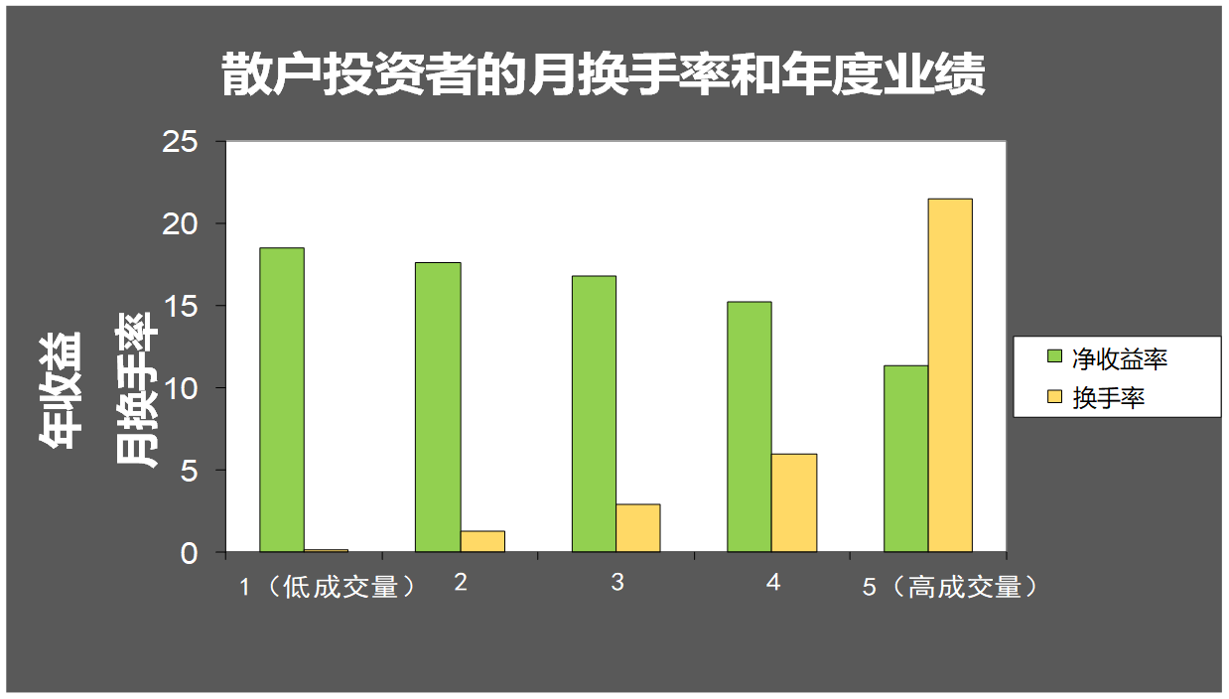 散户投资者的月换手率和年度业绩
年收益
月换手率
25
20
15
10
5
0
1（低成交量）
2
3
4
5（高成交量）
净收益率
换手率